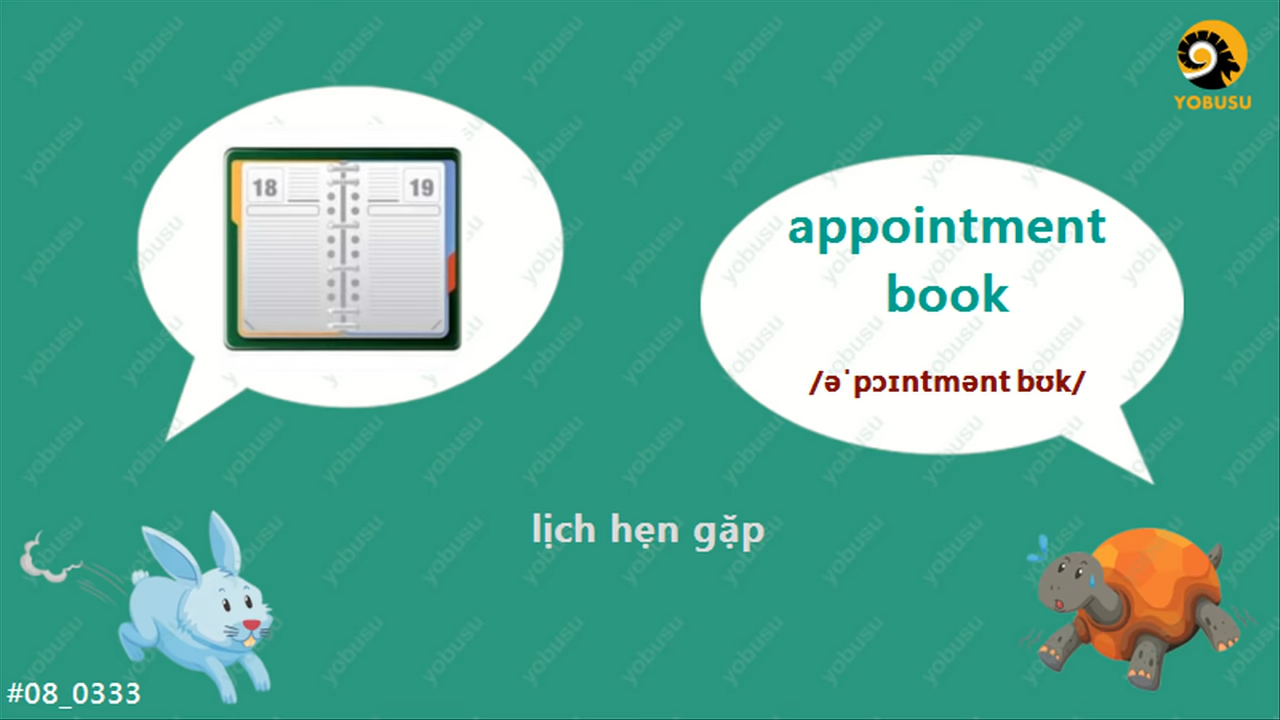 YOBUSU
18 19
appointment
book
/əˈpɔɪntmənt bʊk/
lịch hẹn gặp
#08_0333